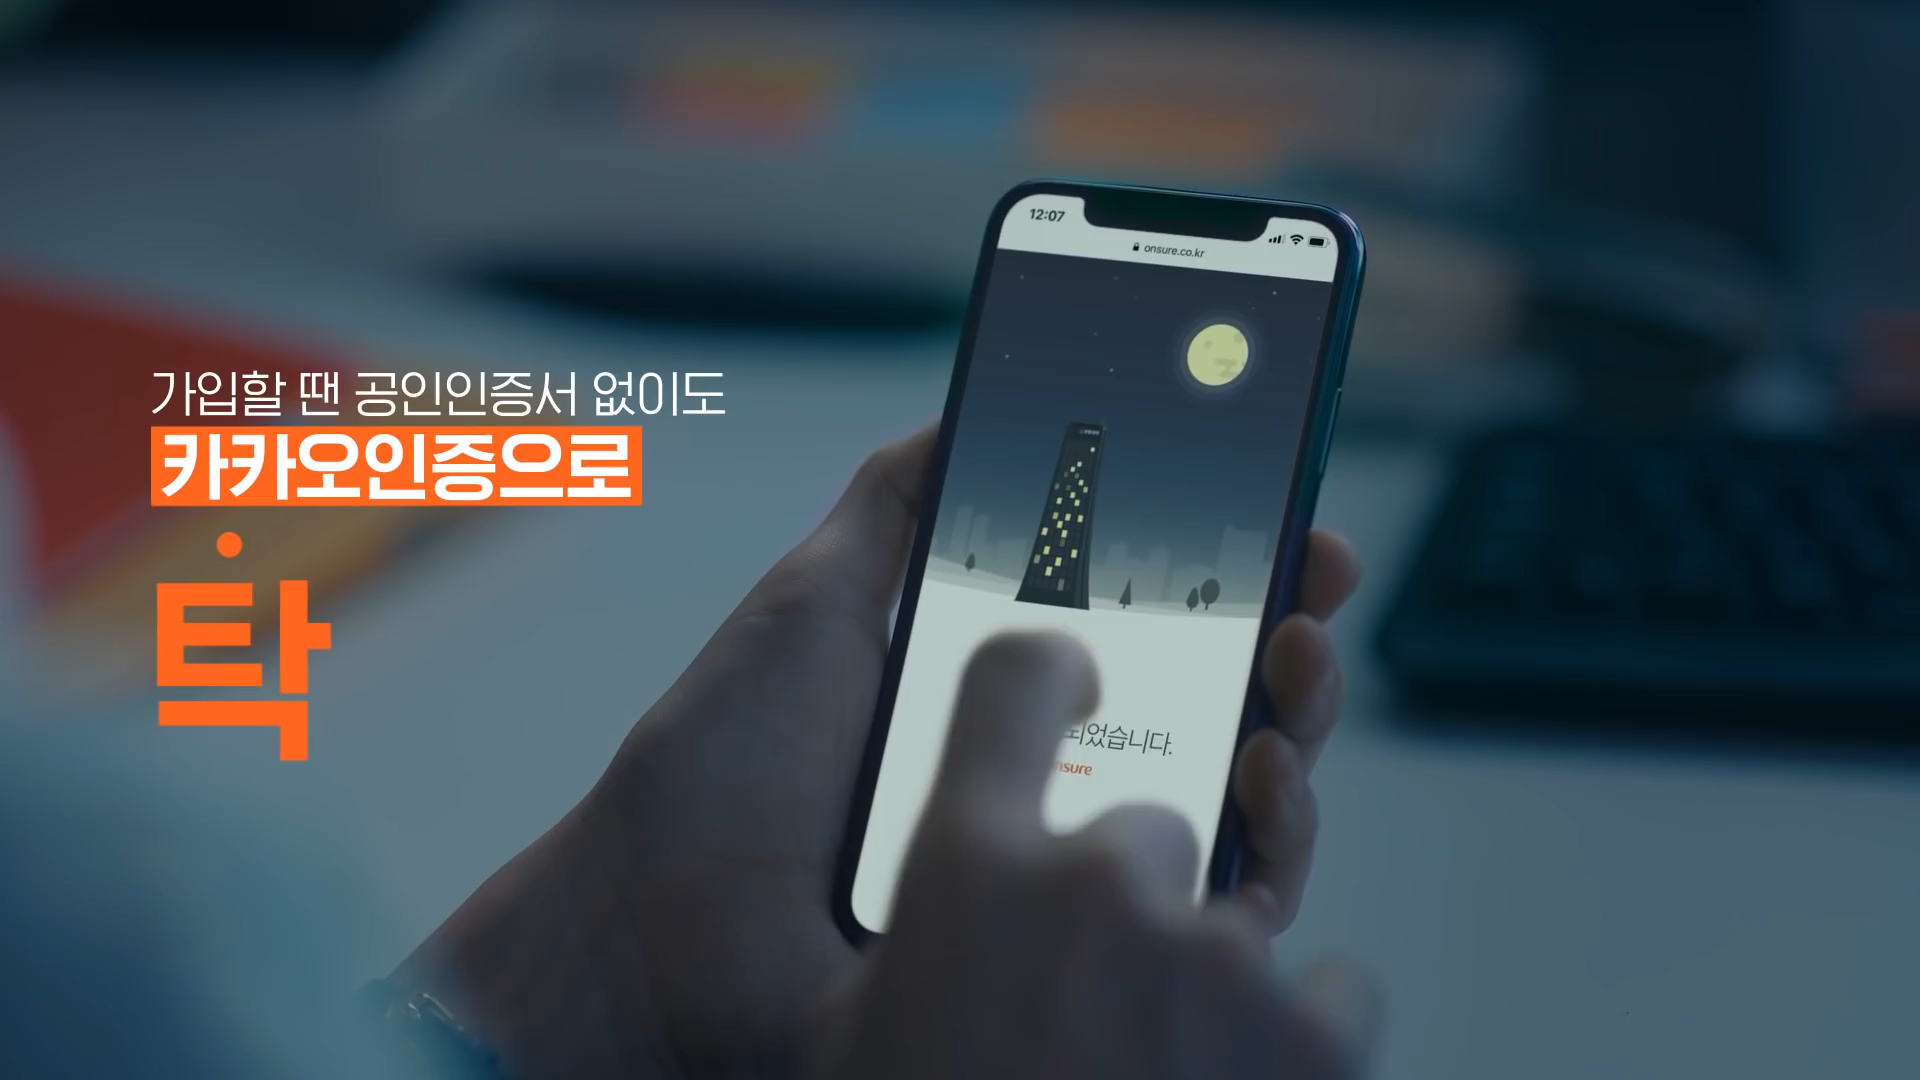 가입할 땐 공인인증서 없이도
카카오인증으로
탁
12:07
onsure.co.kr
되었습니다.